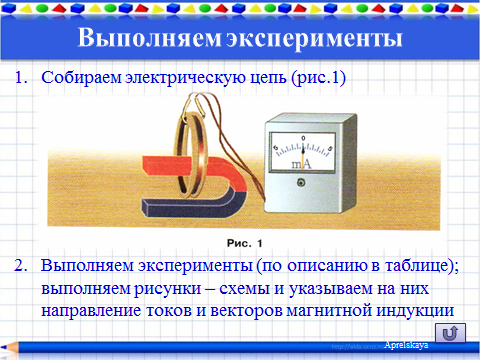 Выполняем эксперименты
1. Собираем электрическую цепь (рис.1)
5 0 5
mA
Рис. 1
2. Выполняем эксперименты (по описанию в таблице);
выполняем рисунки – схемы и указываем на них
направление токов и векторов магнитной индукции
Aprelskaya